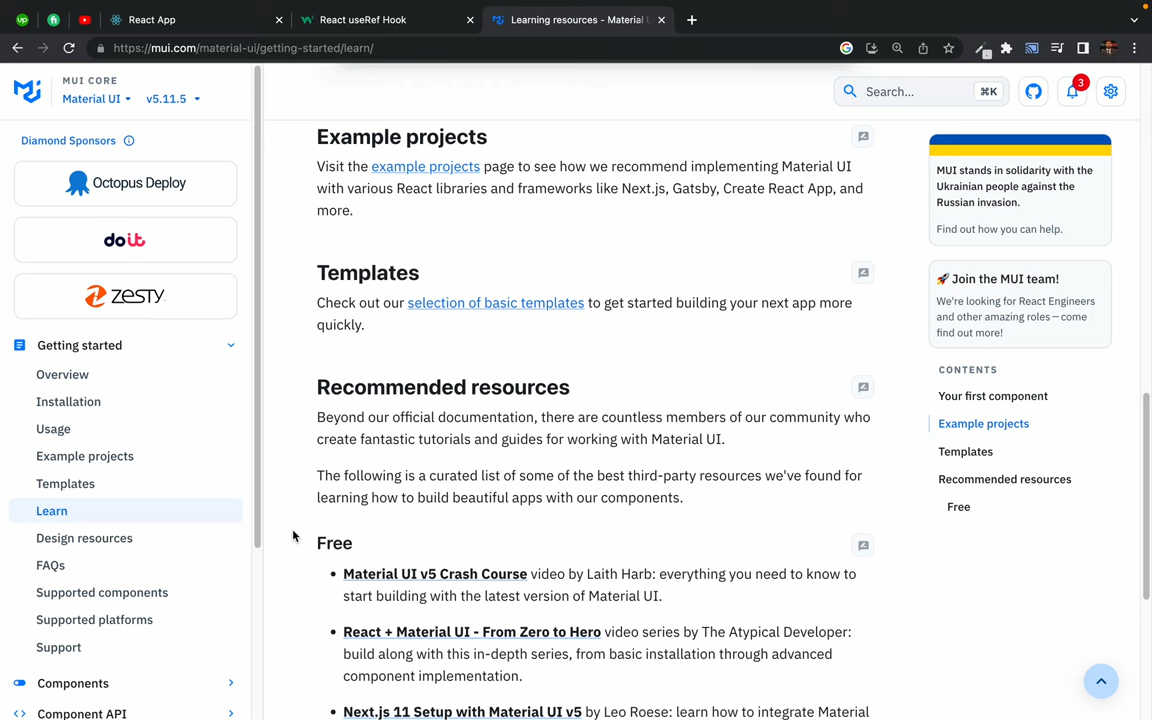 React App
React useRef Hook
Learning resources - Material U
https://mui.com/material-ui/getting-started/learn/
MUI CORE
Material UI
v5.11.5
Search...
⌘K
3
Diamond Sponsors
Octopus Deploy
doit
ZESTY
Getting started
Overview
Installation
Usage
Example projects
Templates
Learn
Design resources
FAQs
Supported components
Supported platforms
Support
Components
Component API
Example projects
Visit the example projects page to see how we recommend implementing Material UI
with various React libraries and frameworks like Next.js, Gatsby, Create React App, and
more.
Templates
Check out our selection of basic templates to get started building your next app more
quickly.
Recommended resources
Beyond our official documentation, there are countless members of our community who
create fantastic tutorials and guides for working with Material UI.
The following is a curated list of some of the best third-party resources we've found for
learning how to build beautiful apps with our components.
Free
• Material UI v5 Crash Course video by Laith Harb: everything you need to know to
start building with the latest version of Material UI.
• React + Material UI - From Zero to Hero video series by The Atypical Developer:
build along with this in-depth series, from basic installation through advanced
component implementation.
• Next.js 11 Setup with Material UI v5 by Leo Roese: learn how to integrate Material
MUI stands in solidarity with the
Ukrainian people against the
Russian invasion.
Find out how you can help.
🚀 Join the MUI team!
We're looking for React Engineers
and other amazing roles—come
find out more!
CONTENTS
Your first component
Example projects
Templates
Recommended resources
Free